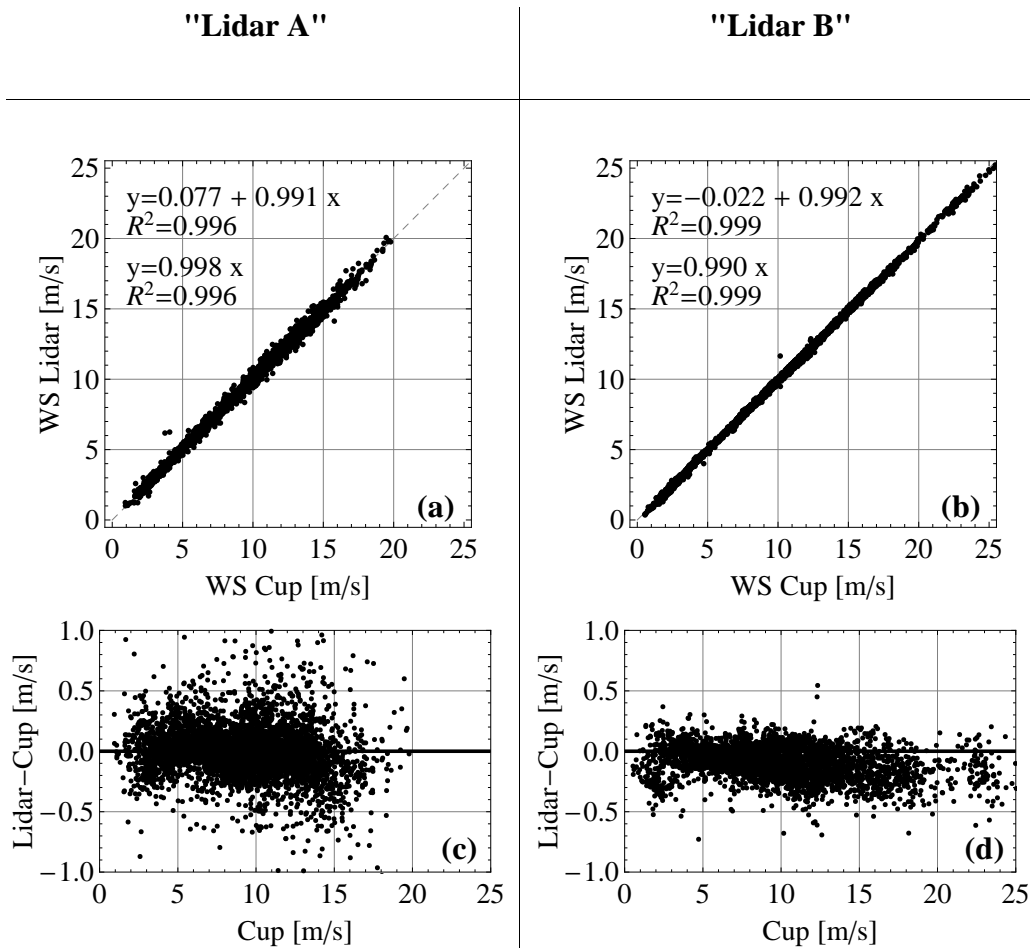 "Lidar A"
"Lidar B"
y=0.077 + 0.991 x
R²=0.996
y=0.998 x
R²=0.996
(a)
25
20
15
10
5
0
WS Lidar [m/s]
0 5 10 15 20 25
WS Cup [m/s]
y=−0.022 + 0.992 x
R²=0.999
y=0.990 x
R²=0.999
(b)
25
20
15
10
5
0
WS Lidar [m/s]
0 5 10 15 20 25
WS Cup [m/s]
1.0
0.5
0.0
−0.5
−1.0
Lidar−Cup [m/s]
(c)
0 5 10 15 20 25
Cup [m/s]
1.0
0.5
0.0
−0.5
−1.0
Lidar−Cup [m/s]
(d)
0 5 10 15 20 25
Cup [m/s]